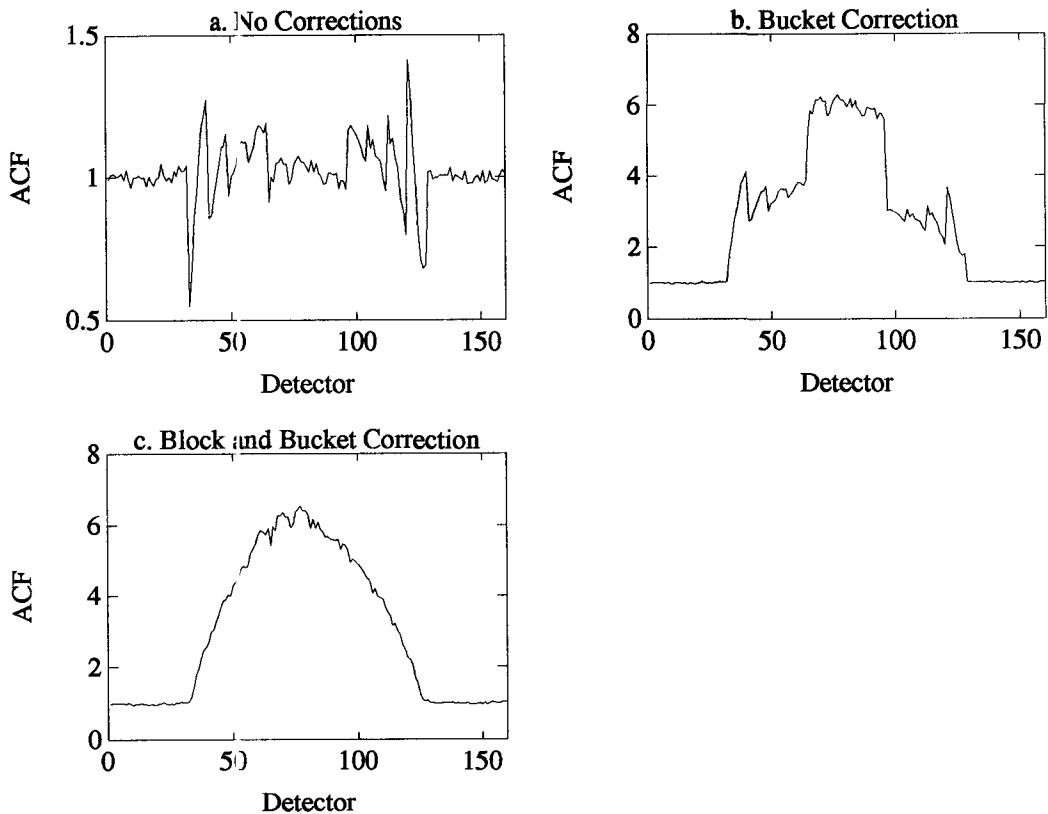 a. No Corrections
1.5
1
0.5
ACF
0
50
100
150
Detector
b. Bucket Correction
8
6
4
2
0
ACF
0
50
100
150
Detector
c. Block and Bucket Correction
8
6
4
2
0
ACF
0
50
100
150
Detector